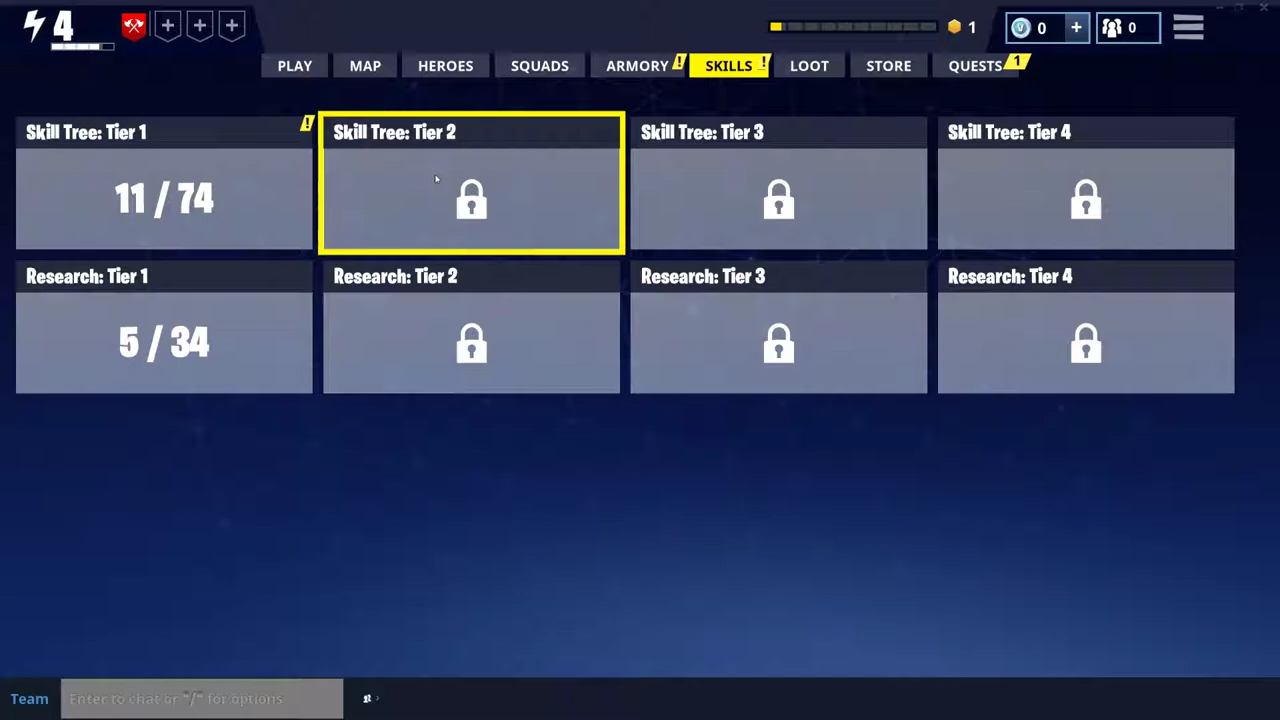 4
1
0
0
PLAY
MAP
HEROES
SQUADS
ARMORY
SKILLS
LOOT
STORE
QUESTS
1
Skill Tree: Tier 1
Skill Tree: Tier 2
Skill Tree: Tier 3
Skill Tree: Tier 4
11 / 74
Research: Tier 1
Research: Tier 2
Research: Tier 3
Research: Tier 4
5 / 34
Team
Enter to chat or "/" for options